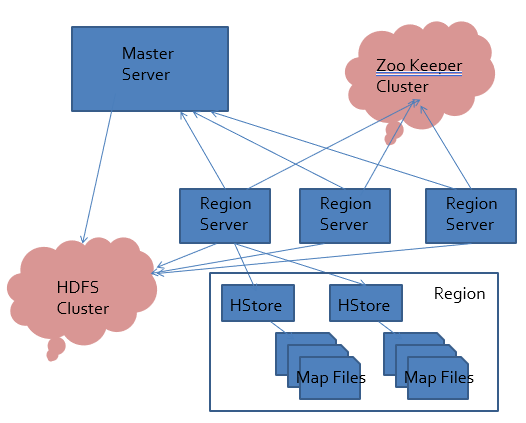 Master
Server
Zoo Keeper
Cluster
Region
Server
Region
Server
Region
Server
HDFS
Cluster
HStore
HStore
Region
Map Files
Map Files